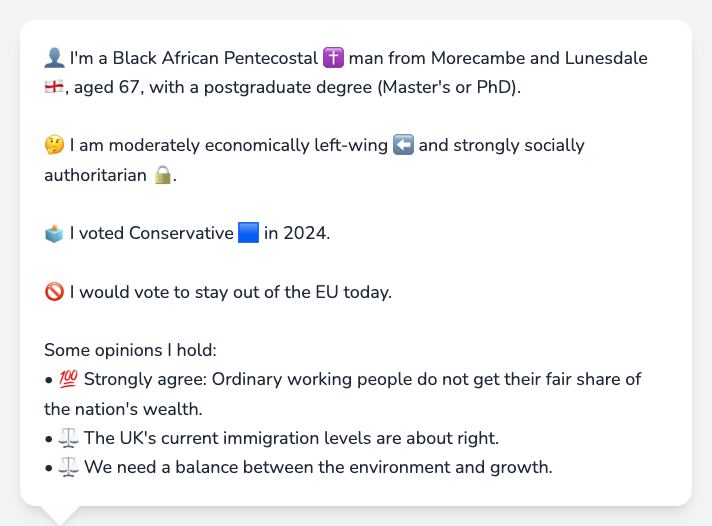 👤 I'm a Black African Pentecostal ✝️ man from Morecambe and Lunesdale
🏴󠁧󠁢󠁥󠁮󠁧󠁿, aged 67, with a postgraduate degree (Master's or PhD).
🤔 I am moderately economically left-wing ⬅️ and strongly socially
authoritarian 🔒.
🗳️ I voted Conservative 🟦 in 2024.
🚫 I would vote to stay out of the EU today.
Some opinions I hold:
• 💯 Strongly agree: Ordinary working people do not get their fair share of
the nation's wealth.
• ⚖️ The UK's current immigration levels are about right.
• ⚖️ We need a balance between the environment and growth.